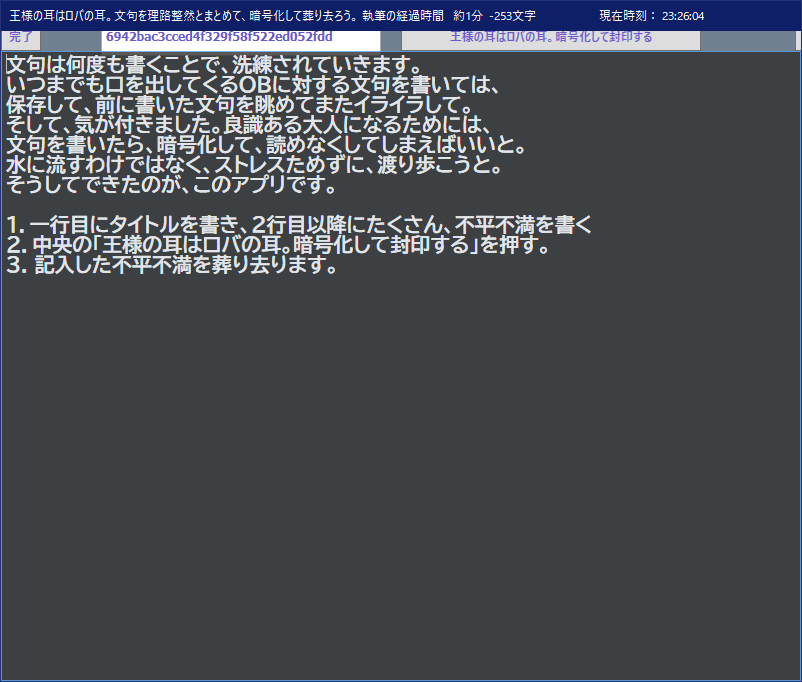 王様の耳はロバの耳。文句を理路整然とまとめて、暗号化して葬り去ろう。 執筆の経過時間 約1分 -253文字 現在時刻： 23:26:04
完了 6942bac3cced4f329f58f522ed052fdd 王様の耳はロバの耳。暗号化して封印する
文句は何度も書くことで、洗練されていきます。
いつまでも口を出してくるOBに対する文句を書いては、
保存して、前に書いた文句を眺めてまたイライラして。
そして、気が付きました。良識ある大人になるためには、
文句を書いたら、暗号化して、読めなくしてしまえばいいと。
水に流すわけではなく、ストレスためずに、渡り歩こうと。
そうしてできたのが、このアプリです。
1. 一行目にタイトルを書き、2行目以降にたくさん、不平不満を書く
2. 中央の「王様の耳はロバの耳。暗号化して封印する」を押す。
3. 記入した不平不満を葬り去ります。